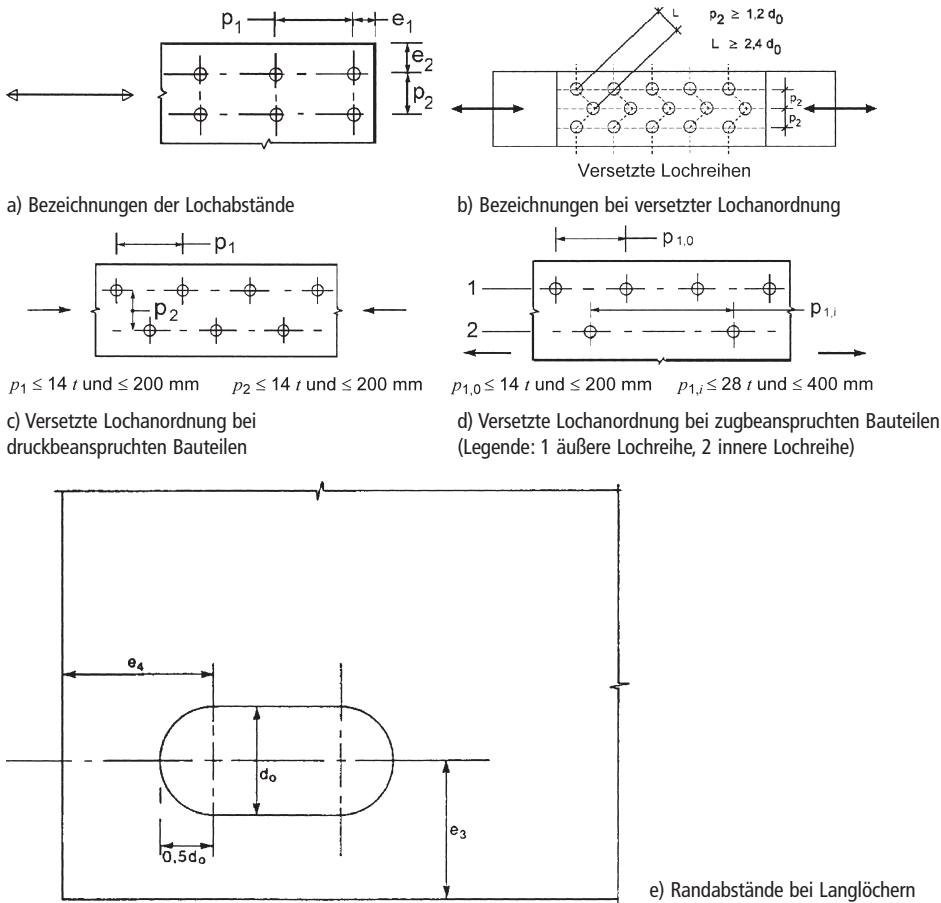 p₁ e₁
e₂
p₂
a) Bezeichnungen der Lochabstände
L p₂ ≥ 1,2 d₀
L ≥ 2,4 d₀
p₂
p₂
Versetzte Lochreihen
b) Bezeichnungen bei versetzter Lochanordnung
p₁
p₂
p₁ ≤ 14 t und ≤ 200 mm p₂ ≤ 14 t und ≤ 200 mm
c) Versetzte Lochanordnung bei
druckbeanspruchten Bauteilen
p₁,₀
1
p₁,ᵢ
2
p₁,₀ ≤ 14 t und ≤ 200 mm p₁,ᵢ ≤ 28 t und ≤ 400 mm
d) Versetzte Lochanordnung bei zugbeanspruchten Bauteilen
(Legende: 1 äußere Lochreihe, 2 innere Lochreihe)
e₄
d₀
e₃
0,5d₀
e) Randabstände bei Langlöchern